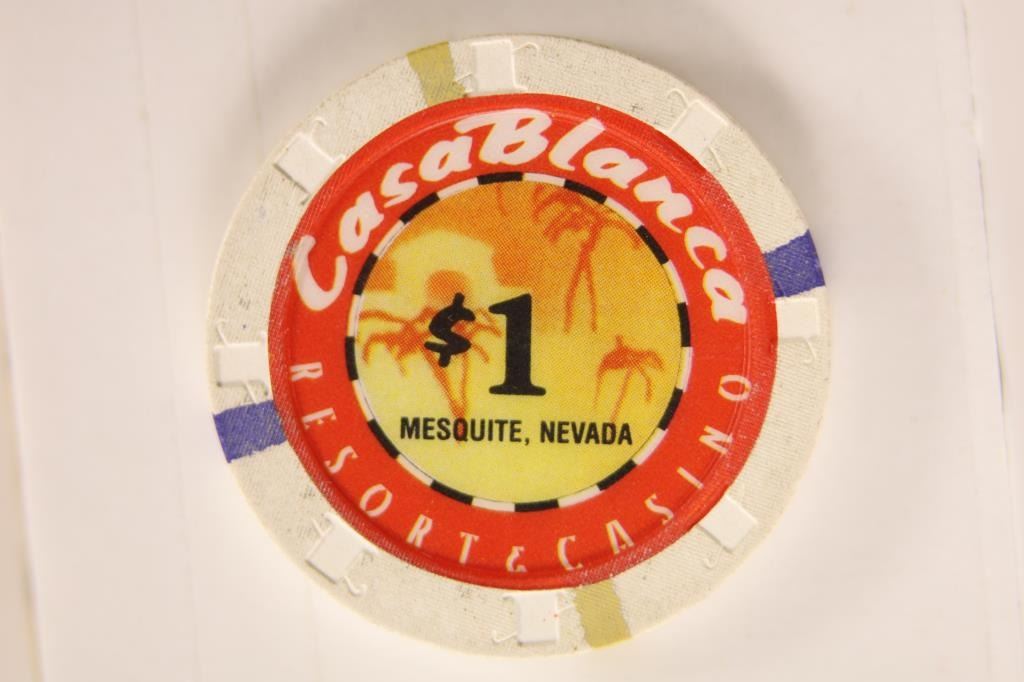 CasaBlanca
$1
MESQUITE, NEVADA
RESORT & CASINO